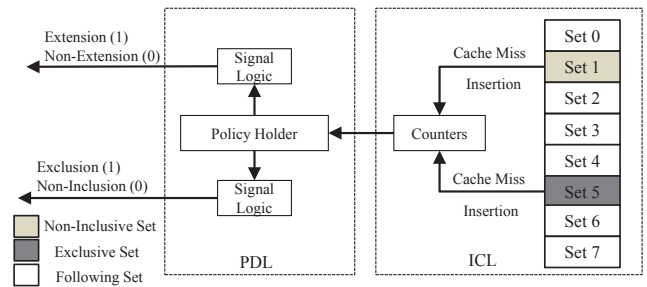 Extension (1)
Non-Extension (0)
Signal
Logic
Policy Holder
Exclusion (1)
Non-Inclusion (0)
Signal
Logic
PDL
Counters
Cache Miss
Insertion
Cache Miss
Insertion
ICL
Set 0
Set 1
Set 2
Set 3
Set 4
Set 5
Set 6
Set 7
Non-Inclusive Set
Exclusive Set
Following Set